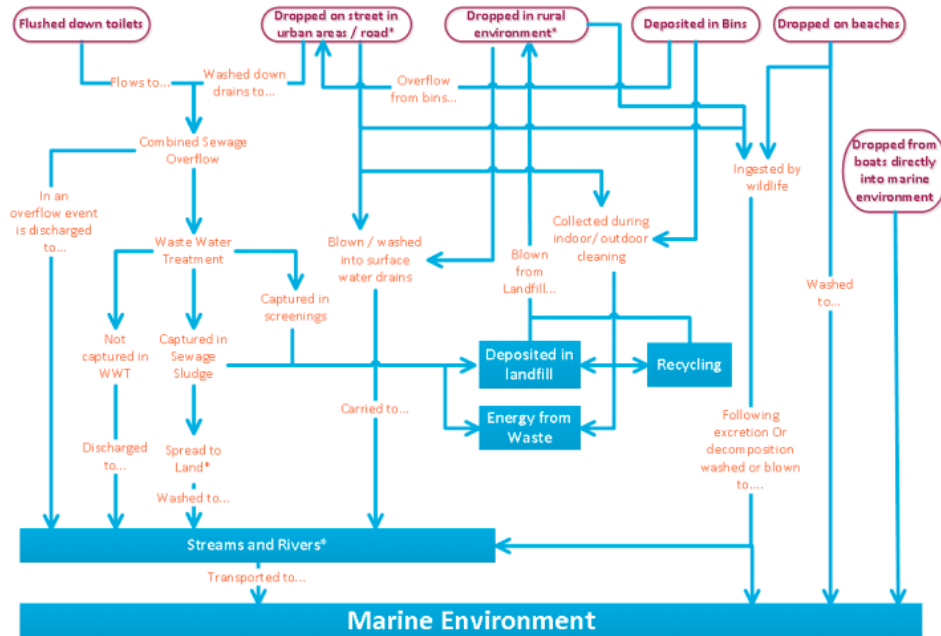 Flushed down toilets
Dropped on street in
urban areas / road*
Dropped in rural
environment*
Deposited in Bins
Dropped on beaches
Flows to...
Washed down
drains to...
Overflow
from bins...
Combined Sewage
Overflow
Dropped from
boats directly
into marine
environment
Ingested by
wildlife
In an
overflow event
is discharged
to...
Waste Water
Treatment
Blown / washed
into surface
water drains
Collected during
indoor/outdoor
cleaning
Blown
from
Landfill...
Captured in
screenings
Washed
to...
Not
captured in
WWT
Captured in
Sewage
Sludge
Deposited in
landfill
Recycling
Carried to...
Energy from
Waste
Following
excretion Or
decomposition
washed or blown
to....
Discharged
to...
Spread to
Land*
Washed to...
Streams and Rivers*
Transported to...
Marine Environment